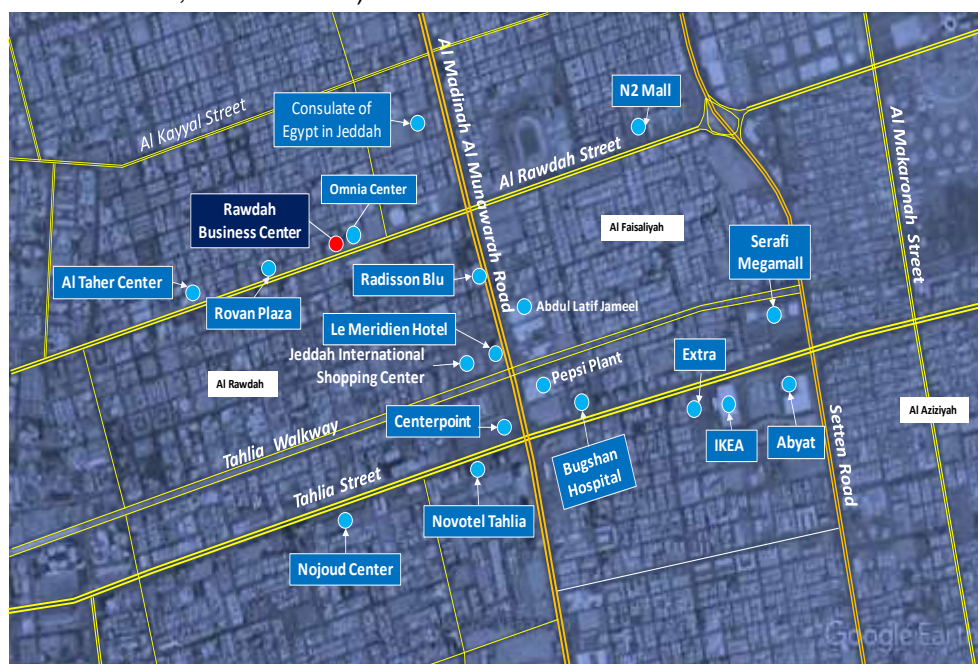 Al Madinah Al Munawarah Road
N2 Mall
Consulate of
Egypt in Jeddah
Al Kayyal Street
Al Makaronah Street
Al Rawdah Street
Omnia Center
Rawdah
Business Center
Al Faisaliyah
Serafi
Megamall
Al Taher Center
Rovan Plaza
Radisson Blu
Abdul Latif Jameel
Le Meridien Hotel
Jeddah International
Shopping Center
Extra
Pepsi Plant
Al Rawdah
Al Aziziyah
Tahlia Walkway
Centerpoint
IKEA
Abyat
Setten Road
Bugshan
Hospital
Tahlia Street
Novotel Tahlia
Nojoud Center
Google Eart